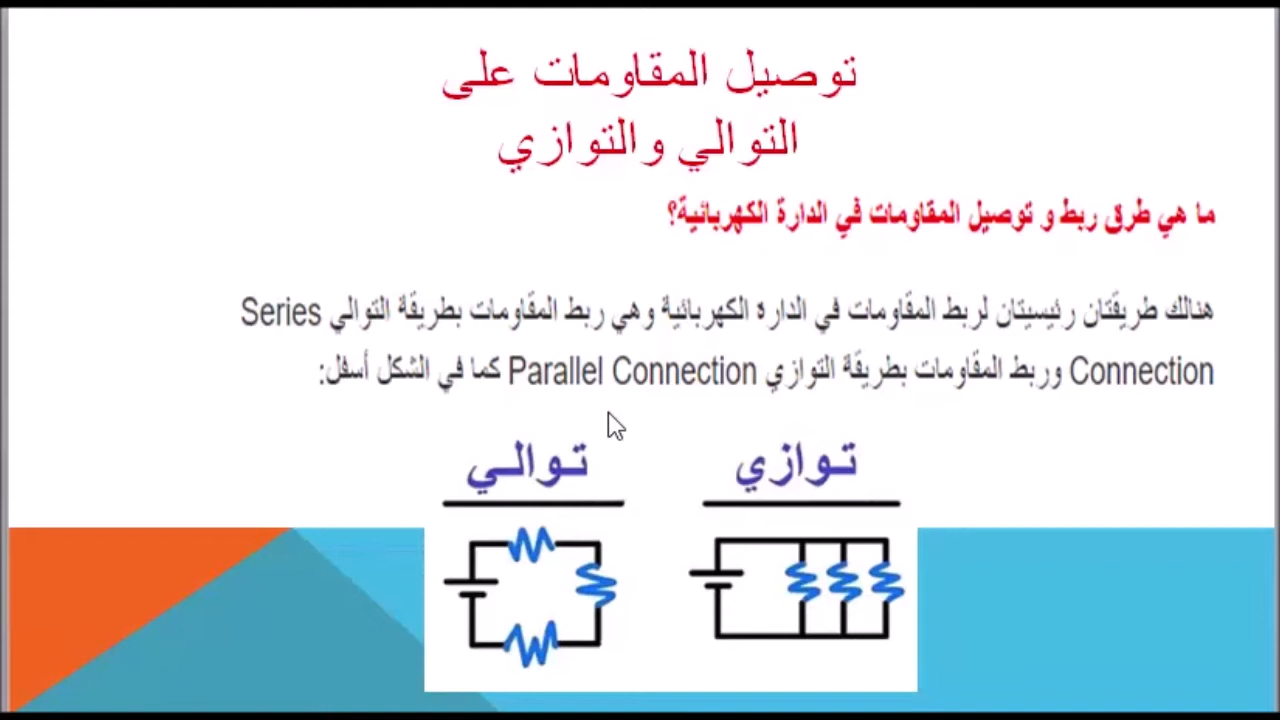 توصيل المقاومات على
التوالي والتوازي
ما هي طرق ربط و توصيل المقاومات في الدارة الكهربائية؟
هنالك طريقتان رئيسيتان لربط المقاومات في الداره الكهربائية وهي ربط المقاومات بطريقة التوالي Series
Connection وربط المقاومات بطريقة التوازي Parallel Connection كما في الشكل أسفل:
توازي
توالي